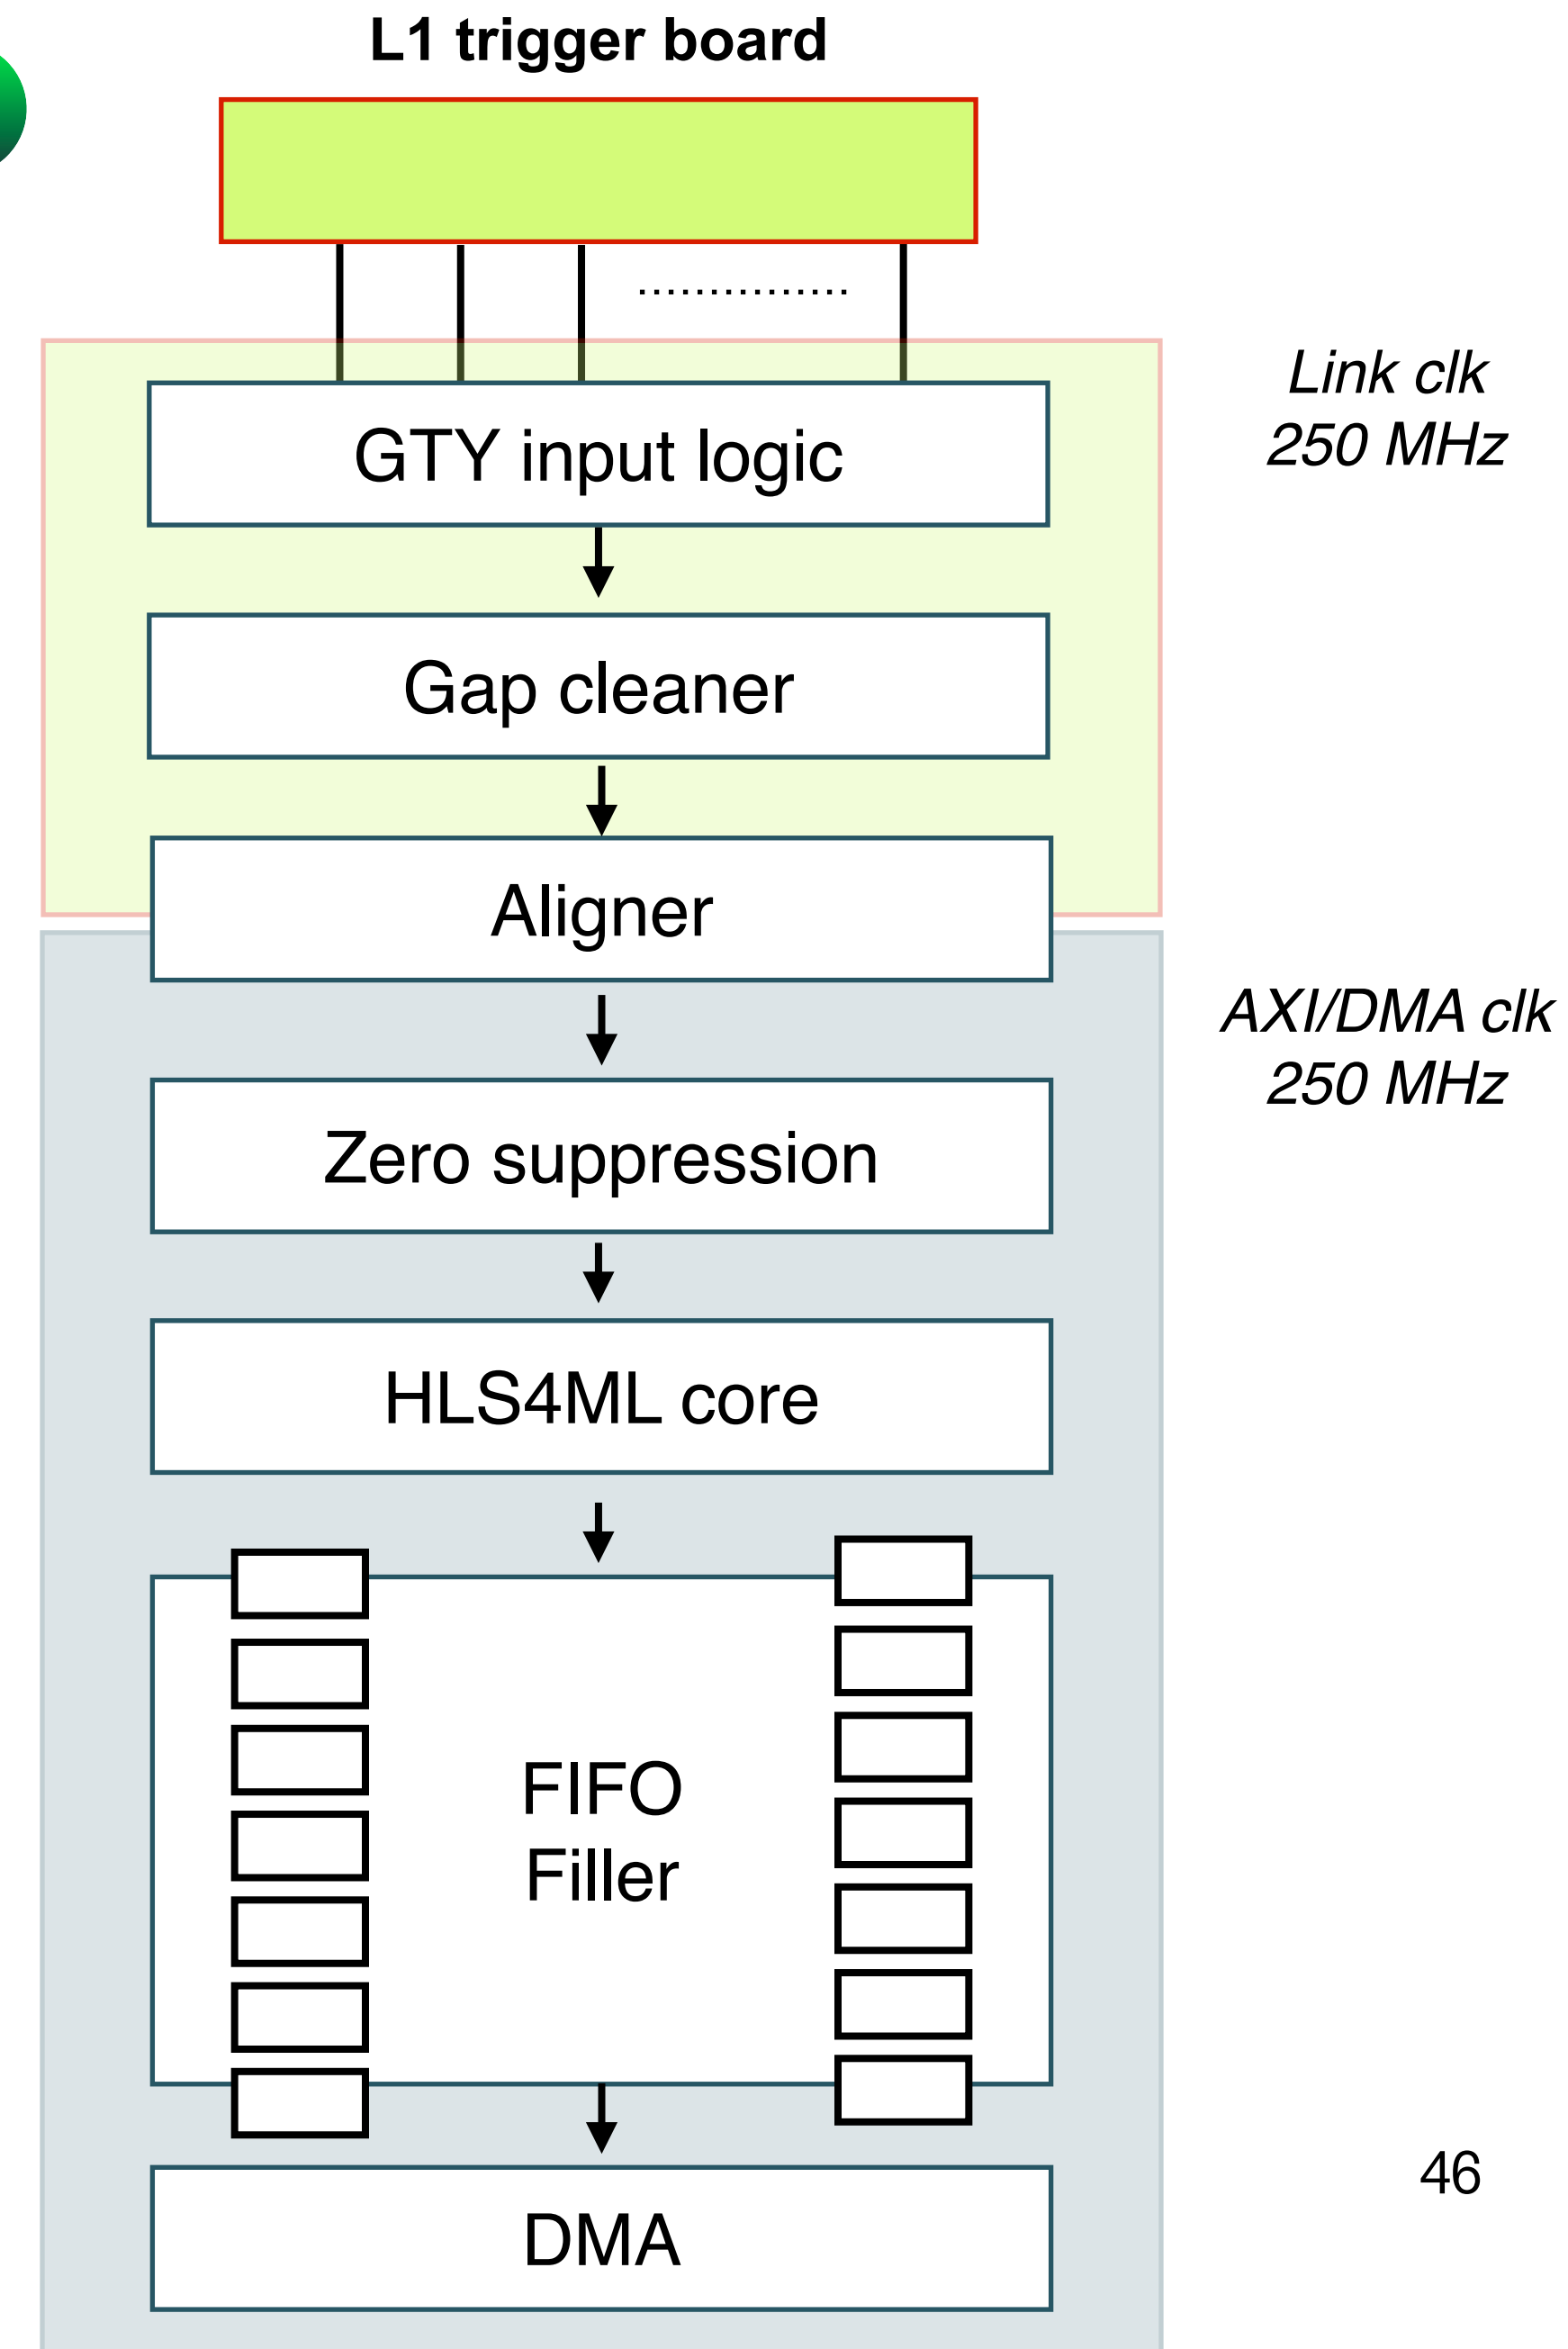 L1 trigger board
GTY input logic
Link clk
250 MHz
Gap cleaner
Aligner
AXI/DMA clk
250 MHz
Zero suppression
HLS4ML core
FIFO
Filler
DMA
46